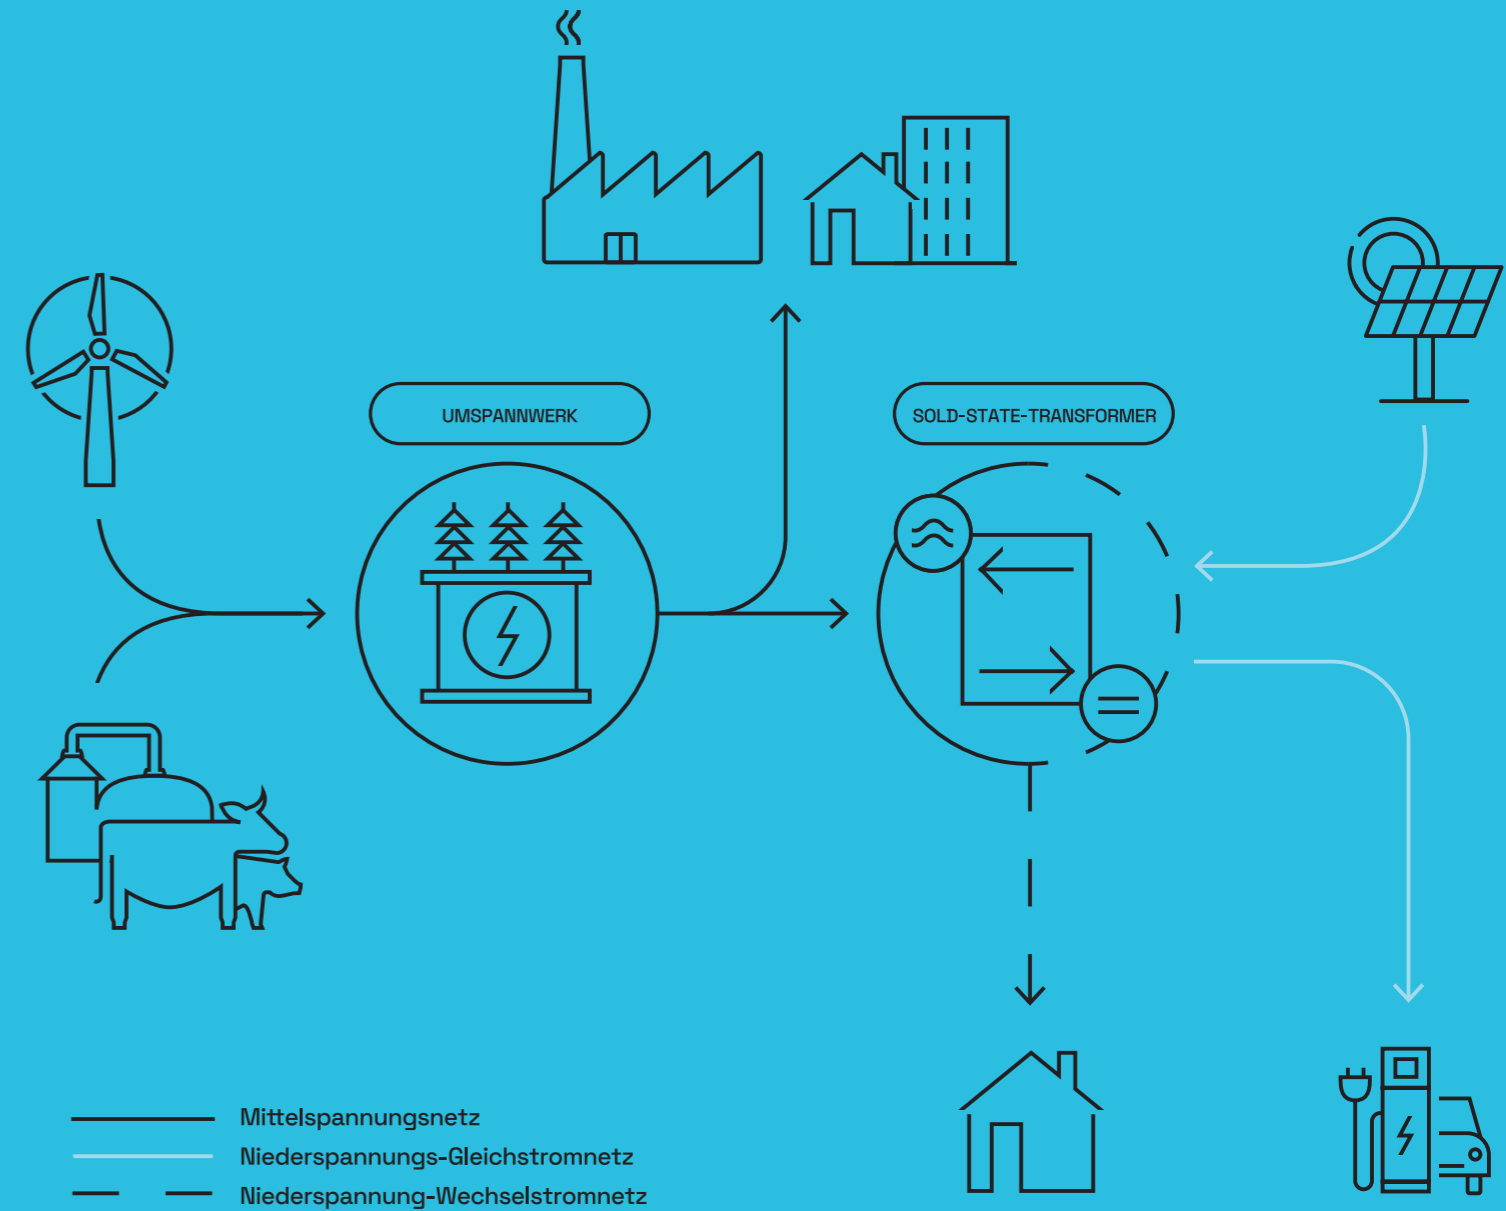 UMSPANNWERK
SOLD-STATE-TRANSFORMER
Mittelspannungsnetz
Niederspannungs-Gleichstromnetz
Niederspannung-Wechselstromnetz